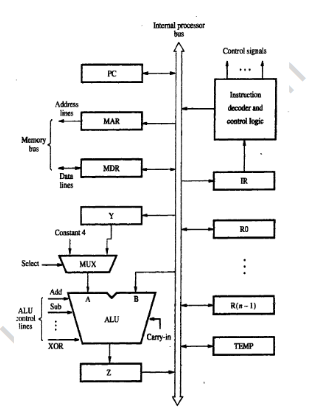 Internal processor
bus
Control signals
...
PC
Instruction
decoder and
control logic
Address
lines
MAR
Memory
bus
MDR
Data
lines
IR
Y
R0
Constant 4
Select
MUX
Add
A
B
Sub
ALU
control
lines
ALU
R(n - 1)
Carry-in
XOR
TEMP
Z